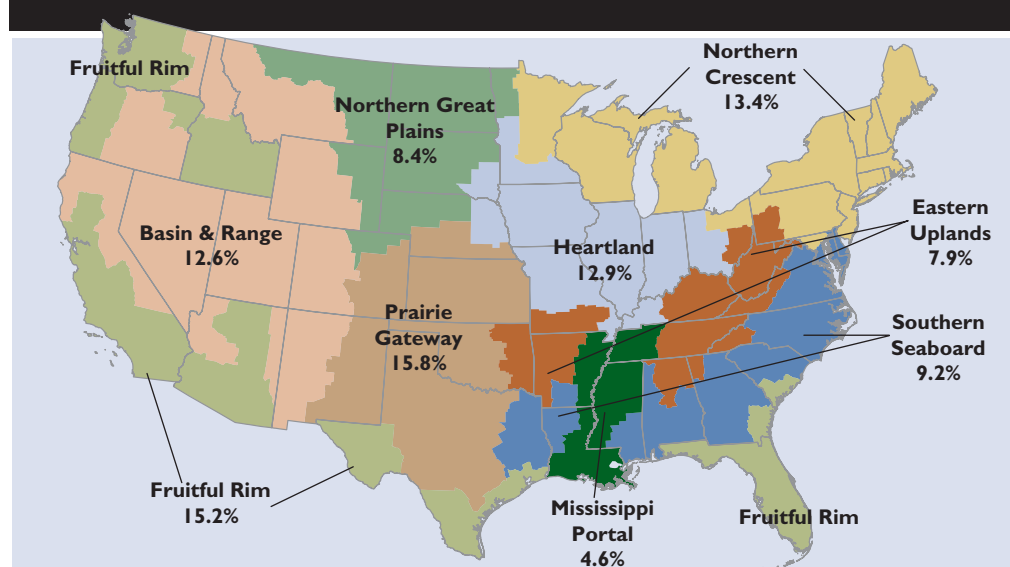 Fruitful Rim
Northern
Crescent
13.4%
Northern Great
Plains
8.4%
Basin & Range
12.6%
Heartland
12.9%
Eastern
Uplands
7.9%
Prairie
Gateway
15.8%
Southern
Seaboard
9.2%
Fruitful Rim
15.2%
Mississippi
Portal
4.6%
Fruitful Rim